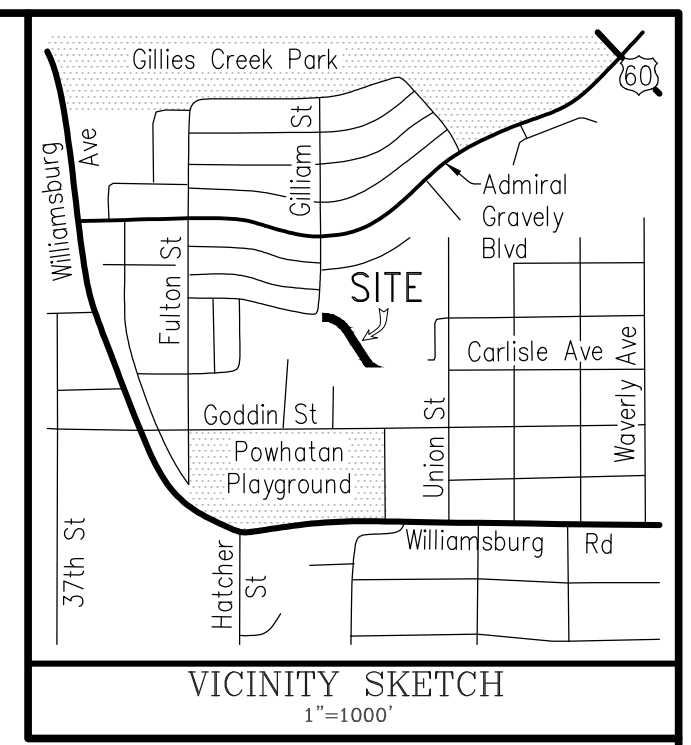 Gillies Creek Park
60
Williamsburg
Ave
Gilliam St
Admiral
Gravely
Blvd
Fulton St
SITE
Carlisle Ave
Waverly Ave
Goddin St
Union St
Powhatan
Playground
Williamsburg Rd
37th St
Hatcher
St
VICINITY SKETCH
1"=1000'